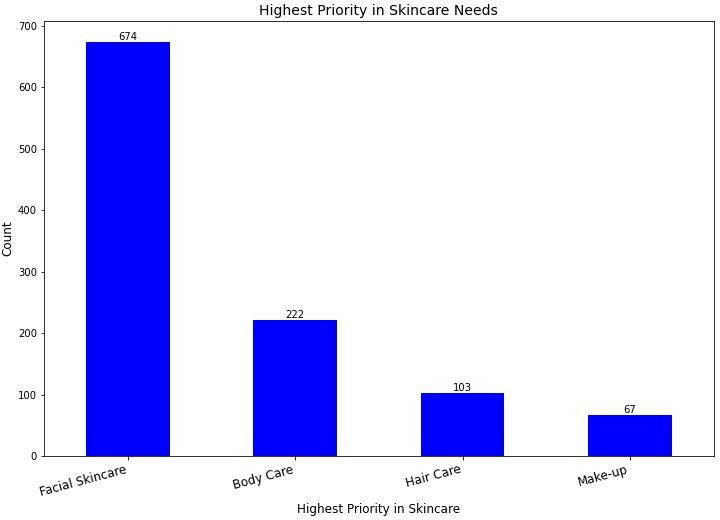 Highest Priority in Skincare Needs
700
600
500
400
300
200
100
0
Count
674
222
103
67
Facial Skincare
Body Care
Hair Care
Make-up
Highest Priority in Skincare